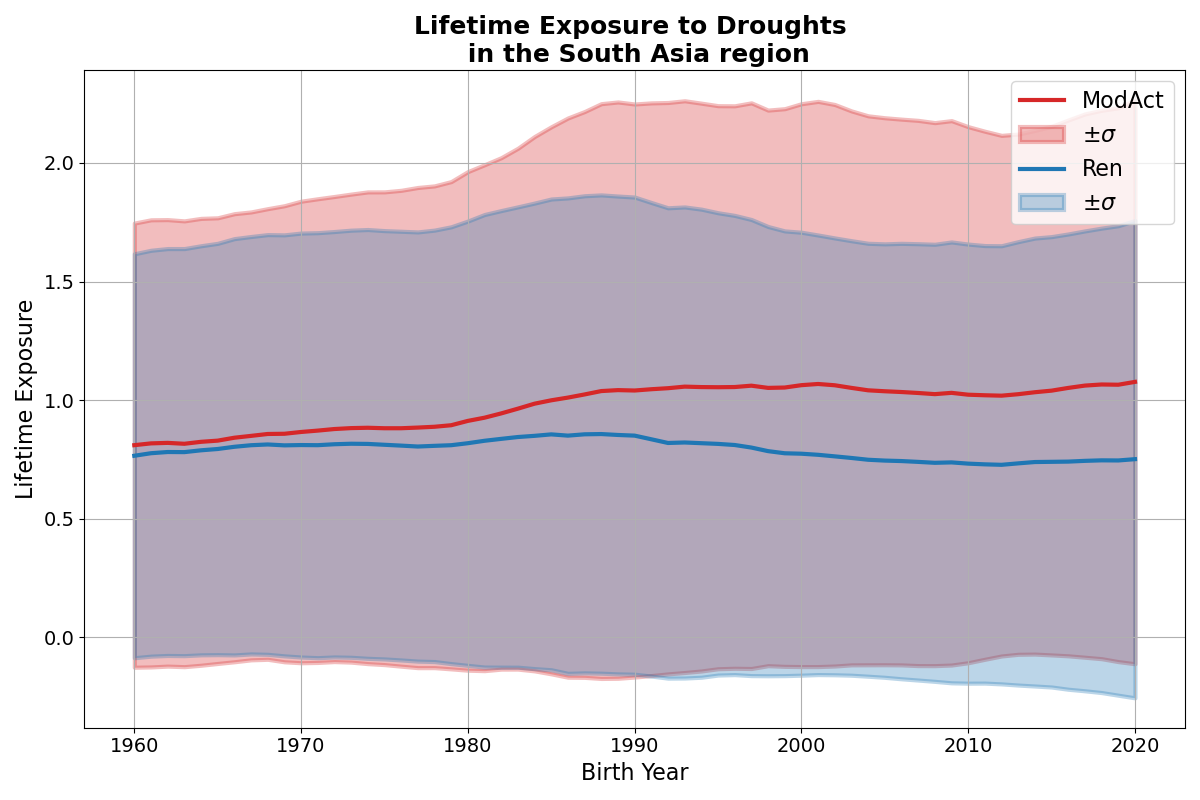 Lifetime Exposure to Droughts
in the South Asia region
ModAct
±σ
Ren
±σ
Lifetime Exposure
2.0
1.5
1.0
0.5
0.0
1960
1970
1980
1990
2000
2010
2020
Birth Year